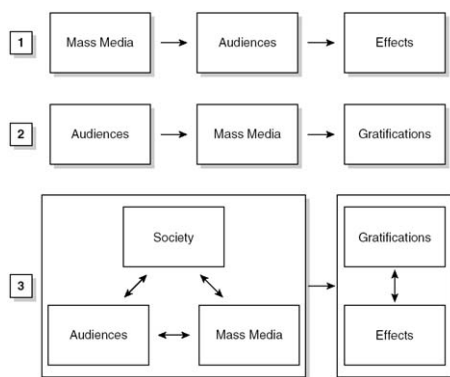 1
Mass Media
Audiences
Effects
2
Audiences
Mass Media
Gratifications
3
Society
Audiences
Mass Media
Gratifications
Effects